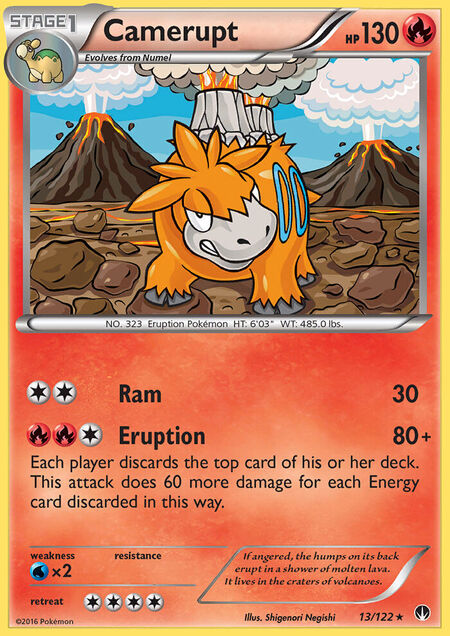 STAGE1
Camerupt
HP130
Evolves from Numel
NO. 323 Eruption Pokémon HT: 6'03" WT: 485.0 lbs.
Ram 30
Eruption 80+
Each player discards the top card of his or her deck.
This attack does 60 more damage for each Energy
card discarded in this way.
weakness
×2
resistance
retreat
If angered, the humps on its back
erupt in a shower of molten lava.
It lives in the craters of volcanoes.
©2016 Pokémon
Illus. Shigenori Negishi
13/122 ★